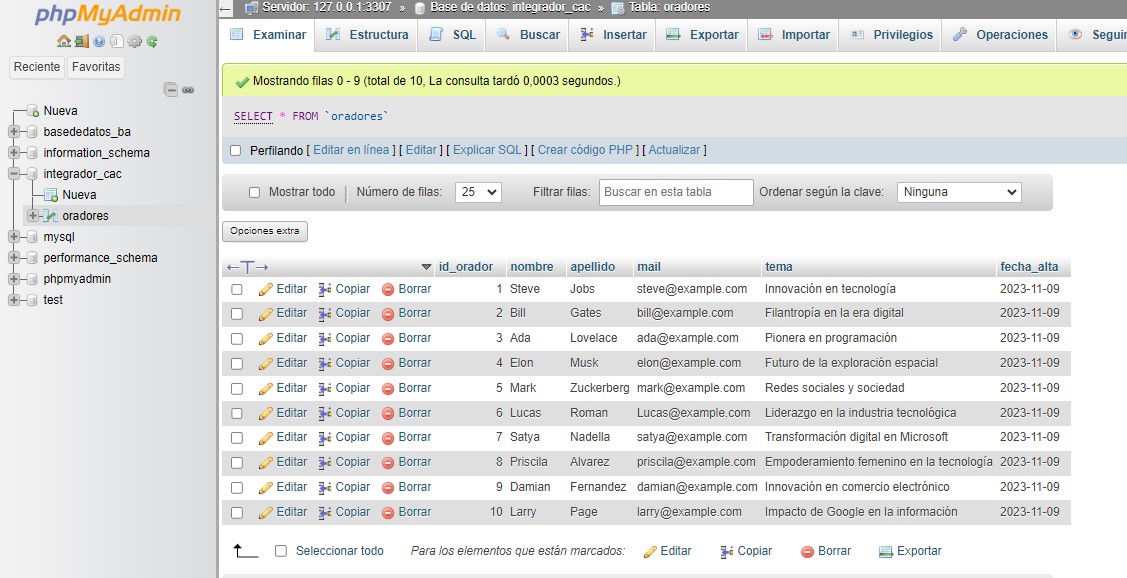 phpMyAdmin
Reciente Favoritas
Nueva
basededatos_ba
information_schema
integrador_cac
Nueva
oradores
mysql
performance_schema
phpmyadmin
test
Servidor: 127.0.0.1:3307 » Base de datos: integrador_cac » Tabla: oradores
Examinar Estructura SQL Buscar Insertar Exportar Importar Privilegios Operaciones Seguir
Mostrando filas 0 - 9 (total de 10, La consulta tardó 0,0003 segundos.)
SELECT * FROM `oradores`
Perfilando [ Editar en línea ] [ Editar ] [ Explicar SQL ] [ Crear código PHP ] [ Actualizar ]
Mostrar todo | Número de filas: 25 Filtrar filas: Buscar en esta tabla Ordenar según la clave: Ninguna
Opciones extra
←T→ id_orador nombre apellido mail tema fecha_alta
Editar Copiar Borrar 1 Steve Jobs steve@example.com Innovación en tecnología 2023-11-09
Editar Copiar Borrar 2 Bill Gates bill@example.com Filantropía en la era digital 2023-11-09
Editar Copiar Borrar 3 Ada Lovelace ada@example.com Pionera en programación 2023-11-09
Editar Copiar Borrar 4 Elon Musk elon@example.com Futuro de la exploración espacial 2023-11-09
Editar Copiar Borrar 5 Mark Zuckerberg mark@example.com Redes sociales y sociedad 2023-11-09
Editar Copiar Borrar 6 Lucas Roman Lucas@example.com Liderazgo en la industria tecnológica 2023-11-09
Editar Copiar Borrar 7 Satya Nadella satya@example.com Transformación digital en Microsoft 2023-11-09
Editar Copiar Borrar 8 Priscila Alvarez priscila@example.com Empoderamiento femenino en la tecnología 2023-11-09
Editar Copiar Borrar 9 Damian Fernandez damian@example.com Innovación en comercio electrónico 2023-11-09
Editar Copiar Borrar 10 Larry Page larry@example.com Impacto de Google en la información 2023-11-09
Seleccionar todo Para los elementos que están marcados: Editar Copiar Borrar Exportar